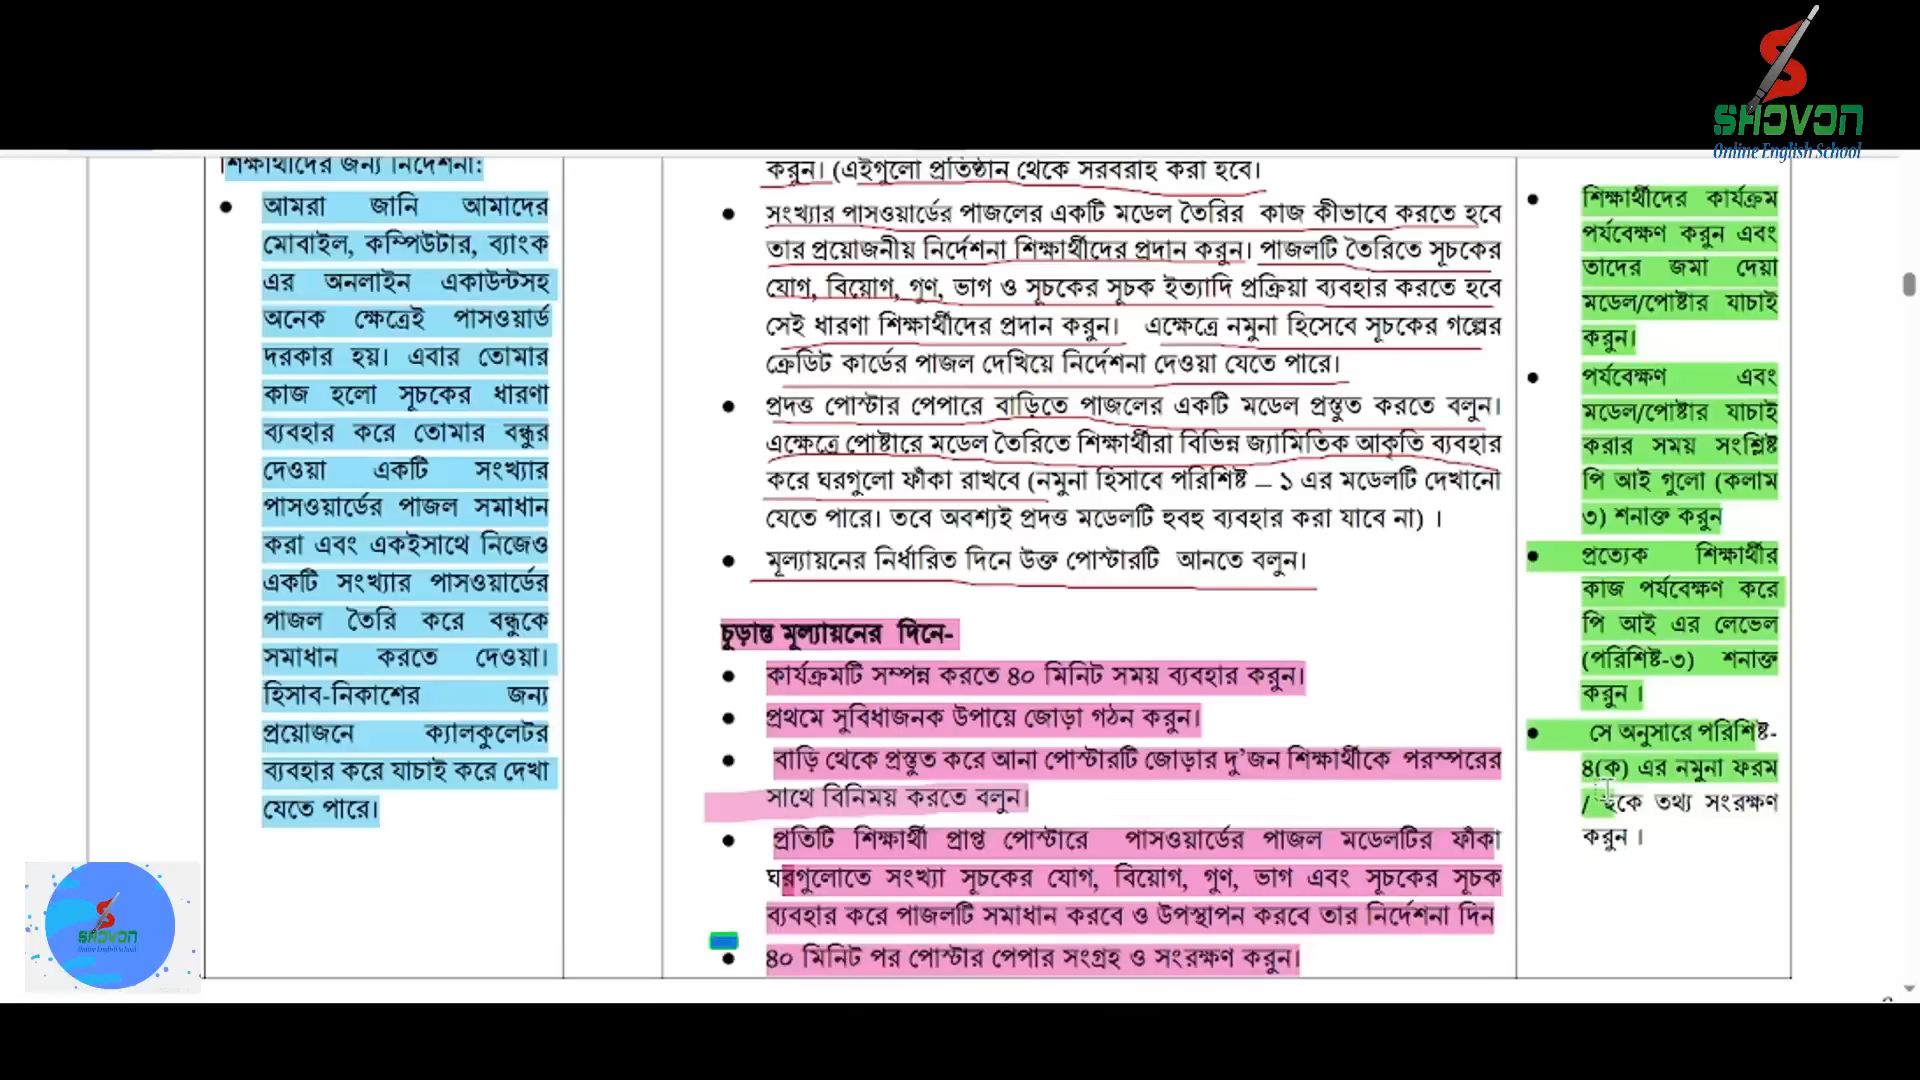 SHOVON
Online English School
শিক্ষার্থীদের জন্য নির্দেশনা:
আমরা জানি আমাদের
মোবাইল, কম্পিউটার, ব্যাংক
এর অনলাইন একাউন্টসহ
অনেক ক্ষেত্রেই পাসওয়ার্ড
দরকার হয়। এবার তোমার
কাজ হলো সূচকের ধারণা
ব্যবহার করে তোমার বন্ধুর
দেওয়া একটি সংখ্যার
পাসওয়ার্ডের পাজল সমাধান
করা এবং একইসাথে নিজেও
একটি সংখ্যার পাসওয়ার্ডের
পাজল তৈরি করে বন্ধুকে
সমাধান করতে দেওয়া।
হিসাব-নিকাশের জন্য
প্রয়োজনে ক্যালকুলেটর
ব্যবহার করে যাচাই করে দেখা
যেতে পারে।
করুন। (এইগুলো প্রতিষ্ঠান থেকে সরবরাহ করা হবে।
সংখ্যার পাসওয়ার্ডের পাজলের একটি মডেল তৈরির কাজ কীভাবে করতে হবে
তার প্রয়োজনীয় নির্দেশনা শিক্ষার্থীদের প্রদান করুন। পাজলটি তৈরিতে সূচকের
যোগ, বিয়োগ, গুণ, ভাগ ও সূচকের সূচক ইত্যাদি প্রক্রিয়া ব্যবহার করতে হবে
সেই ধারণা শিক্ষার্থীদের প্রদান করুন। এক্ষেত্রে নমুনা হিসেবে সূচকের গল্পের
ক্রেডিট কার্ডের পাজল দেখিয়ে নির্দেশনা দেওয়া যেতে পারে।
প্রদত্ত পোস্টার পেপারে বাড়িতে পাজলের একটি মডেল প্রস্তুত করতে বলুন।
এক্ষেত্রে পোষ্টারে মডেল তৈরিতে শিক্ষার্থীরা বিভিন্ন জ্যামিতিক আকৃতি ব্যবহার
করে ঘরগুলো ফাঁকা রাখবে (নমুনা হিসাবে পরিশিষ্ট – ১ এর মডেলটি দেখানো
যেতে পারে। তবে অবশ্যই প্রদত্ত মডেলটি হুবহু ব্যবহার করা যাবে না) ।
মূল্যায়নের নির্ধারিত দিনে উক্ত পোস্টারটি আনতে বলুন।
চূড়ান্ত মূল্যায়নের দিনে-
কার্যক্রমটি সম্পন্ন করতে ৪০ মিনিট সময় ব্যবহার করুন।
প্রথমে সুবিধাজনক উপায়ে জোড়া গঠন করুন।
বাড়ি থেকে প্রস্তুত করে আনা পোস্টারটি জোড়ার দু’জন শিক্ষার্থীকে পরস্পরের
সাথে বিনিময় করতে বলুন।
প্রতিটি শিক্ষার্থী প্রাপ্ত পোস্টারে পাসওয়ার্ডের পাজল মডেলটির ফাঁকা
ঘরগুলোতে সংখ্যা সূচকের যোগ, বিয়োগ, গুণ, ভাগ এবং সূচকের সূচক
ব্যবহার করে পাজলটি সমাধান করবে ও উপস্থাপন করবে তার নির্দেশনা দিন
৪০ মিনিট পর পোস্টার পেপার সংগ্রহ ও সংরক্ষণ করুন।
শিক্ষার্থীদের কার্যক্রম
পর্যবেক্ষণ করুন এবং
তাদের জমা দেয়া
মডেল/পোষ্টার যাচাই
করুন।
পর্যবেক্ষণ এবং
মডেল/পোষ্টার যাচাই
করার সময় সংশ্লিষ্ট
পি আই গুলো (কলাম
৩) শনাক্ত করুন
প্রত্যেক শিক্ষার্থীর
কাজ পর্যবেক্ষণ করে
পি আই এর লেভেল
(পরিশিষ্ট-৩) শনাক্ত
করুন ।
সে অনুসারে পরিশিষ্ট-
৪(ক) এর নমুনা ফরম
/ ছকে তথ্য সংরক্ষণ
করুন ।
SHOVON
Online English School